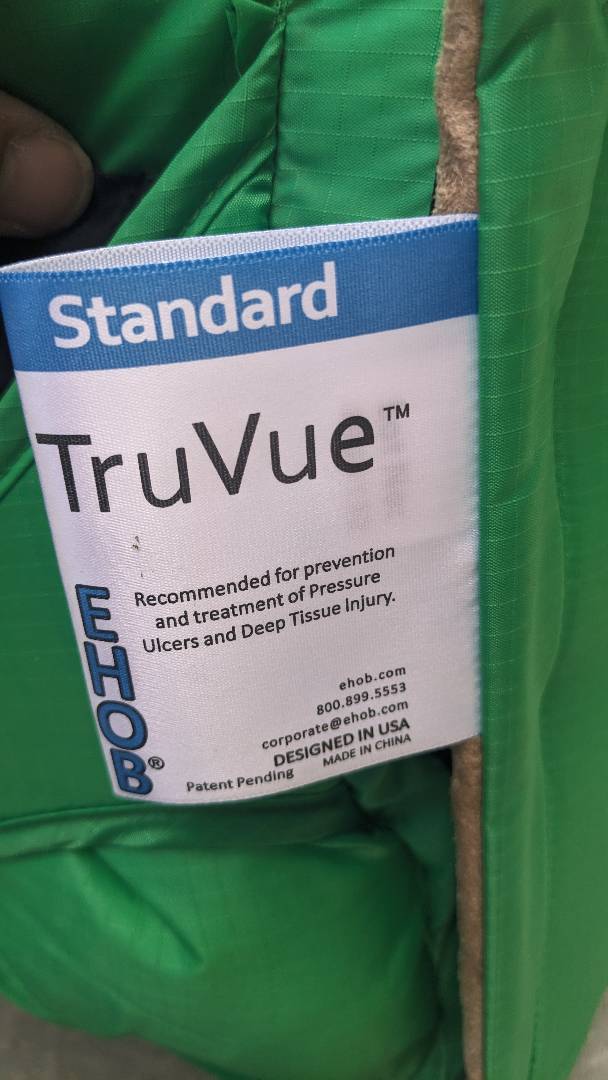 Standard
TruVue™
EHOB®
Recommended for prevention
and treatment of Pressure
Ulcers and Deep Tissue Injury.
ehob.com
800.899.5553
corporate@ehob.com
DESIGNED IN USA
MADE IN CHINA
Patent Pending